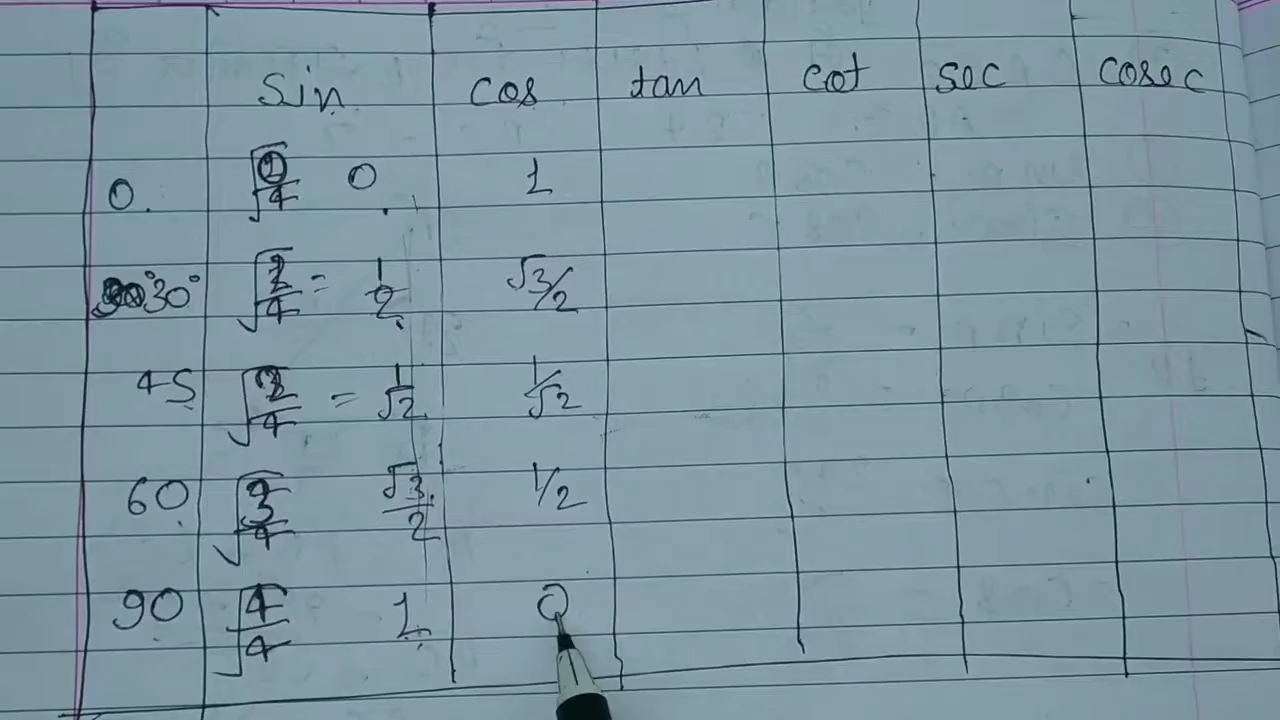 Sin cos tan cot sec cosec
0. √0/4 0 1
30° √1/4 = 1/2 √3/2
45 √2/4 = 1/√2 1/√2
60 √3/4 √3/2 1/2
90 √4/4 1 0